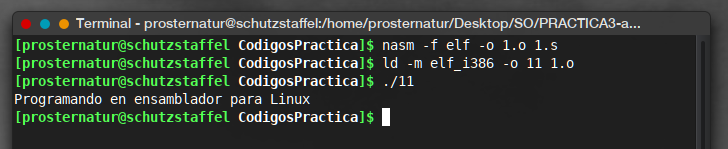 Terminal - prosternatur@schutzstaffel:/home/prosternatur/Desktop/SO/PRACTICA3-a...
[prosternatur@schutzstaffel CodigosPractica]$ nasm -f elf -o 1.o 1.s
[prosternatur@schutzstaffel CodigosPractica]$ ld -m elf_i386 -o 11 1.o
[prosternatur@schutzstaffel CodigosPractica]$ ./11
Programando en ensamblador para Linux
[prosternatur@schutzstaffel CodigosPractica]$